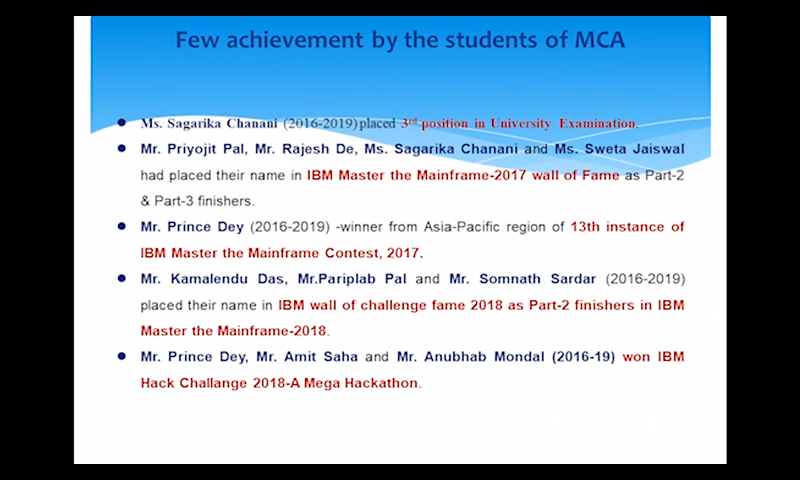 Few achievement by the students of MCA
● Ms. Sagarika Chanani (2016-2019)placed 3rd position in University Examination.
● Mr. Priyojit Pal, Mr. Rajesh De, Ms. Sagarika Chanani and Ms. Sweta Jaiswal
had placed their name in IBM Master the Mainframe-2017 wall of Fame as Part-2
& Part-3 finishers.
● Mr. Prince Dey (2016-2019) -winner from Asia-Pacific region of 13th instance of
IBM Master the Mainframe Contest, 2017.
● Mr. Kamalendu Das, Mr.Pariplab Pal and Mr. Somnath Sardar (2016-2019)
placed their name in IBM wall of challenge fame 2018 as Part-2 finishers in IBM
Master the Mainframe-2018.
● Mr. Prince Dey, Mr. Amit Saha and Mr. Anubhab Mondal (2016-19) won IBM
Hack Challange 2018-A Mega Hackathon.